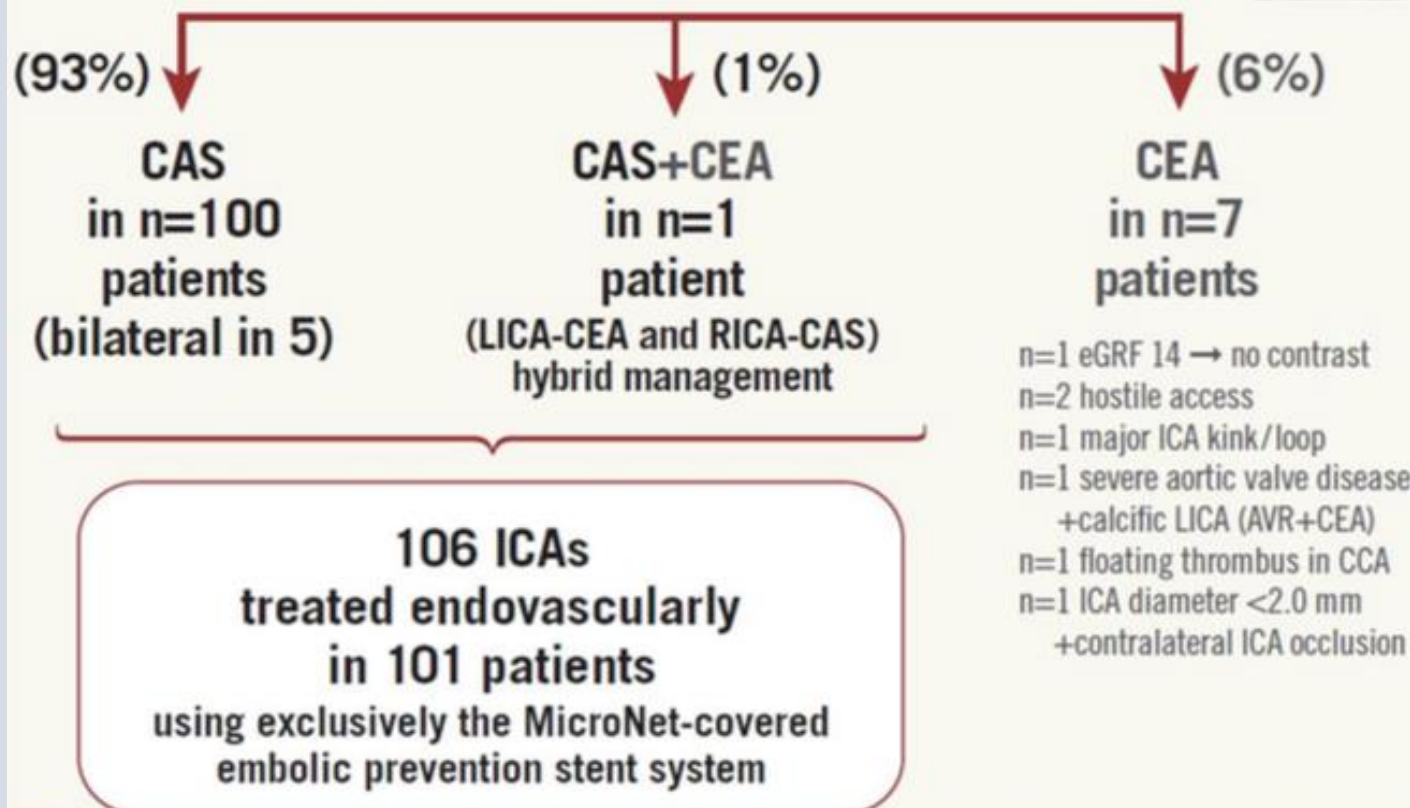 (93%)
(1%)
(6%)
CAS
in n=100
patients
(bilateral in 5)
CAS+CEA
in n=1
patient
(LICA-CEA and RICA-CAS)
hybrid management
CEA
in n=7
patients
n=1 eGRF 14 → no contrast
n=2 hostile access
n=1 major ICA kink/loop
n=1 severe aortic valve disease
+calcific LICA (AVR+CEA)
n=1 floating thrombus in CCA
n=1 ICA diameter <2.0 mm
+contralateral ICA occlusion
106 ICAs
treated endovascularly
in 101 patients
using exclusively the MicroNet-covered
embolic prevention stent system